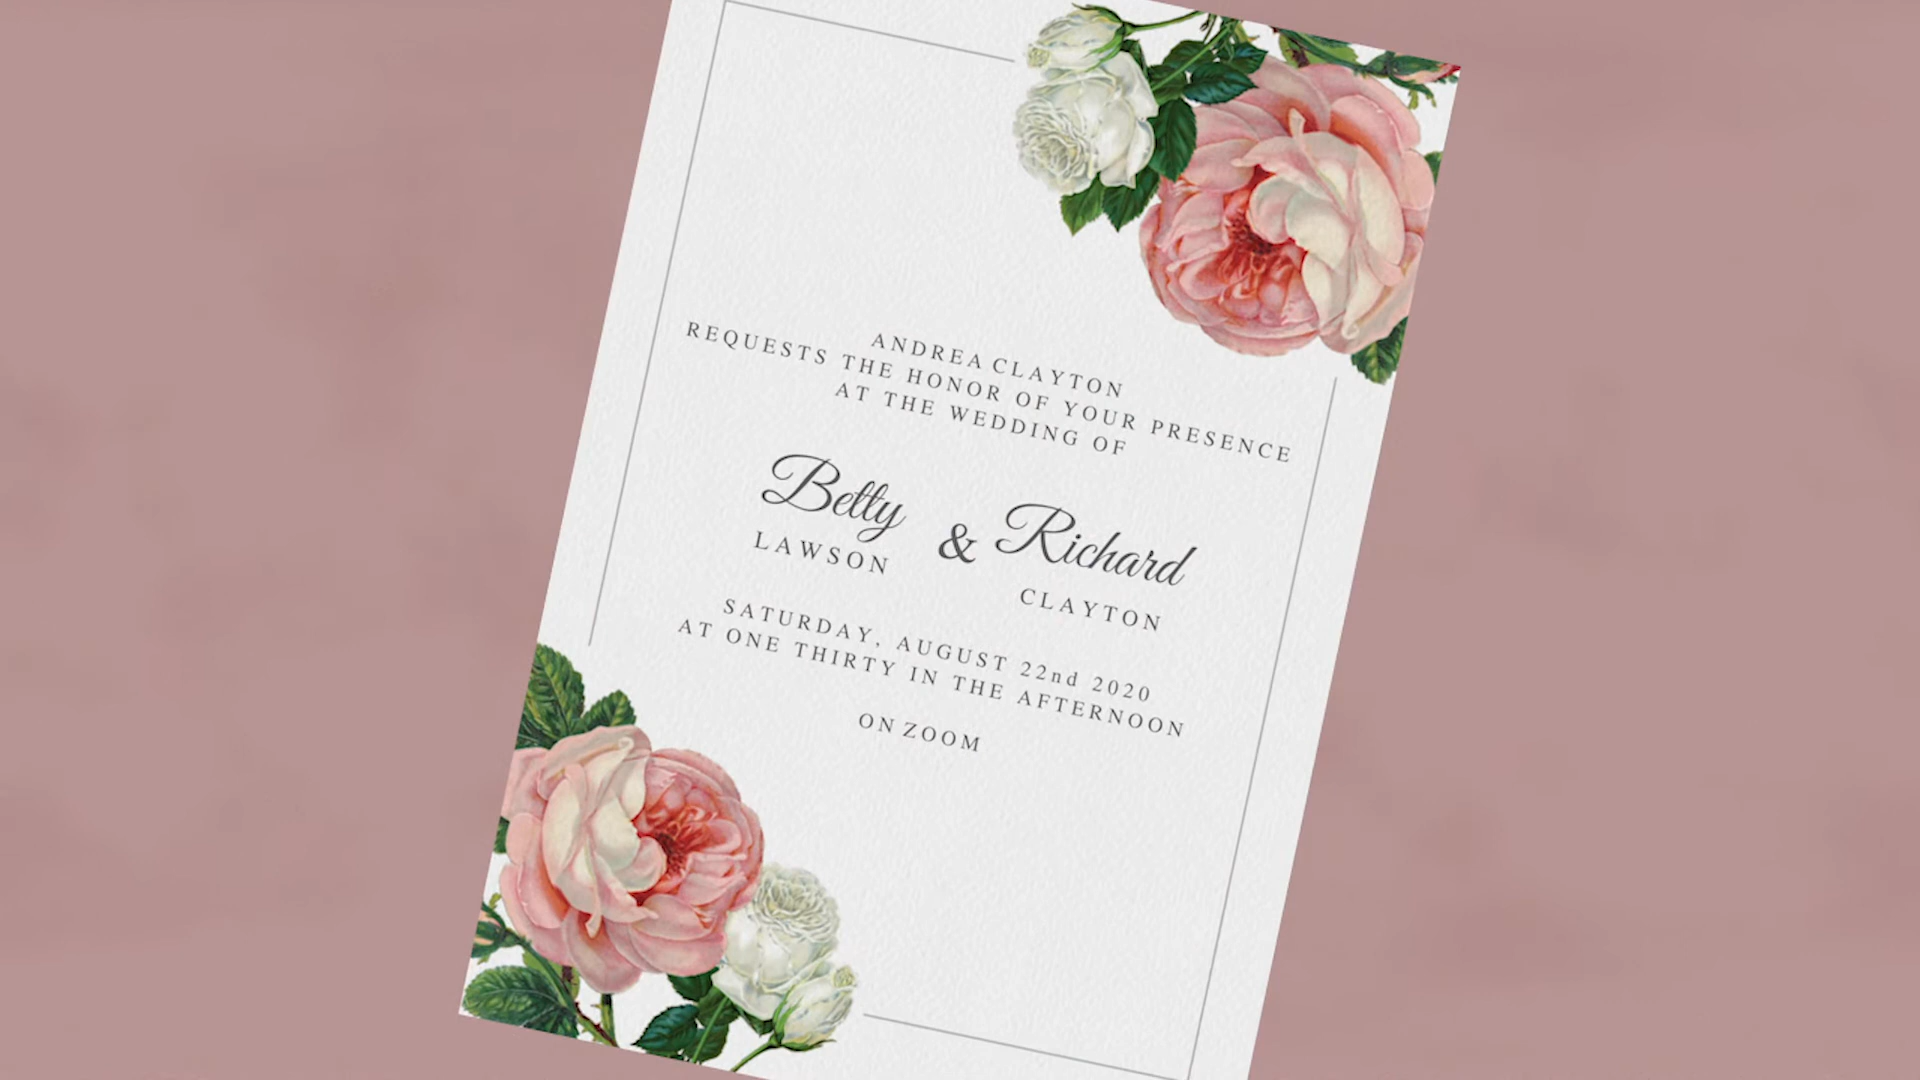 ANDREA CLAYTON
REQUESTS THE HONOR OF YOUR PRESENCE
AT THE WEDDING OF
Betty & Richard
LAWSON CLAYTON
SATURDAY, AUGUST 22nd 2020
AT ONE THIRTY IN THE AFTERNOON
ON ZOOM